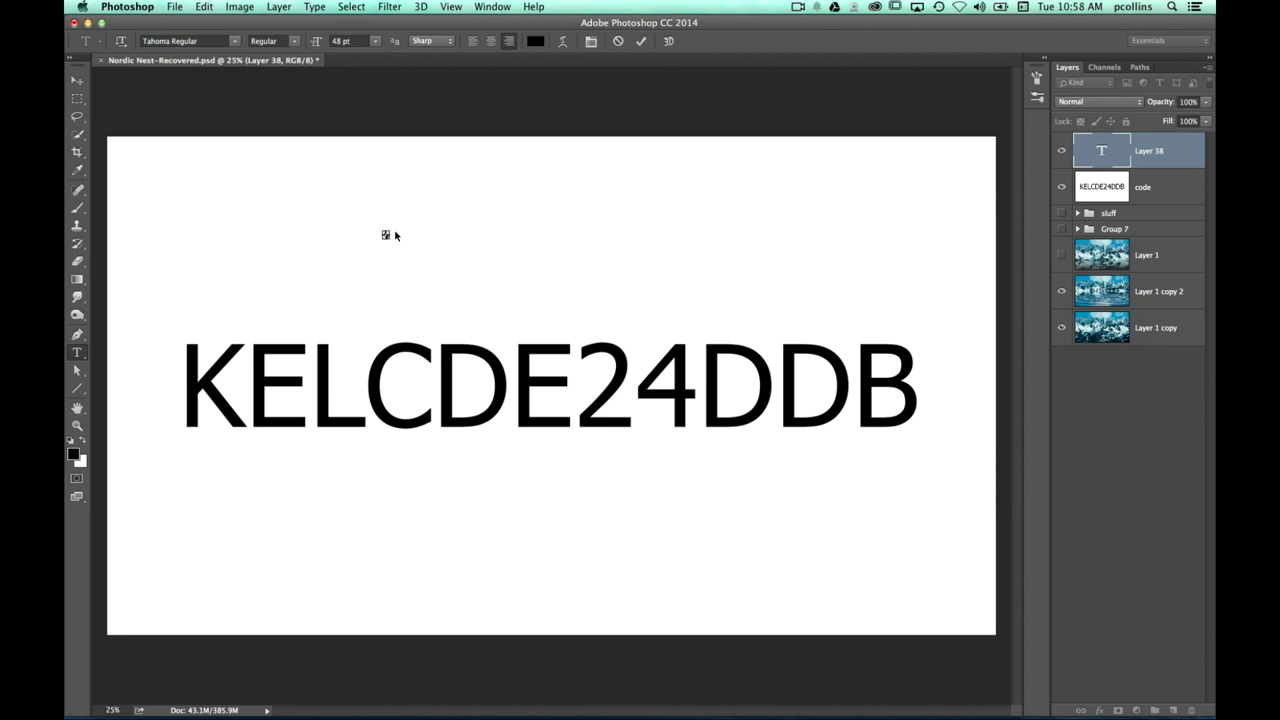 Photoshop File Edit Image Layer Type Select Filter 3D View Window Help Tue 10:58 AM pcollins
Adobe Photoshop CC 2014
T Tahoma Regular Regular 48 pt aa Sharp 3D Essentials
Nordic Nest-Recovered.psd @ 25% (Layer 38, RGB/8) *
Layers Channels Paths
Kind
Normal Opacity: 100%
Lock: Fill: 100%
T Layer 38
KELCDE24DDB code
sluff
Group 7
Layer 1
Layer 1 copy 2
Layer 1 copy
KELCDE24DDB
25% Doc: 43.1M/385.9M